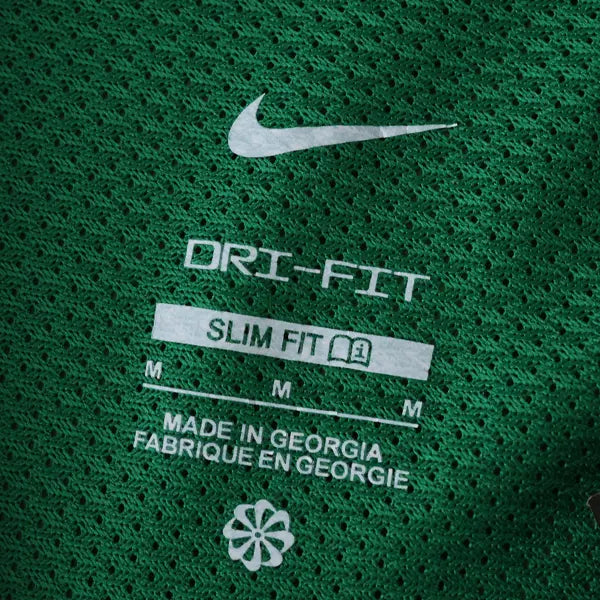 DRI-FIT
SLIM FIT i
M M M
MADE IN GEORGIA
FABRIQUE EN GEORGIE